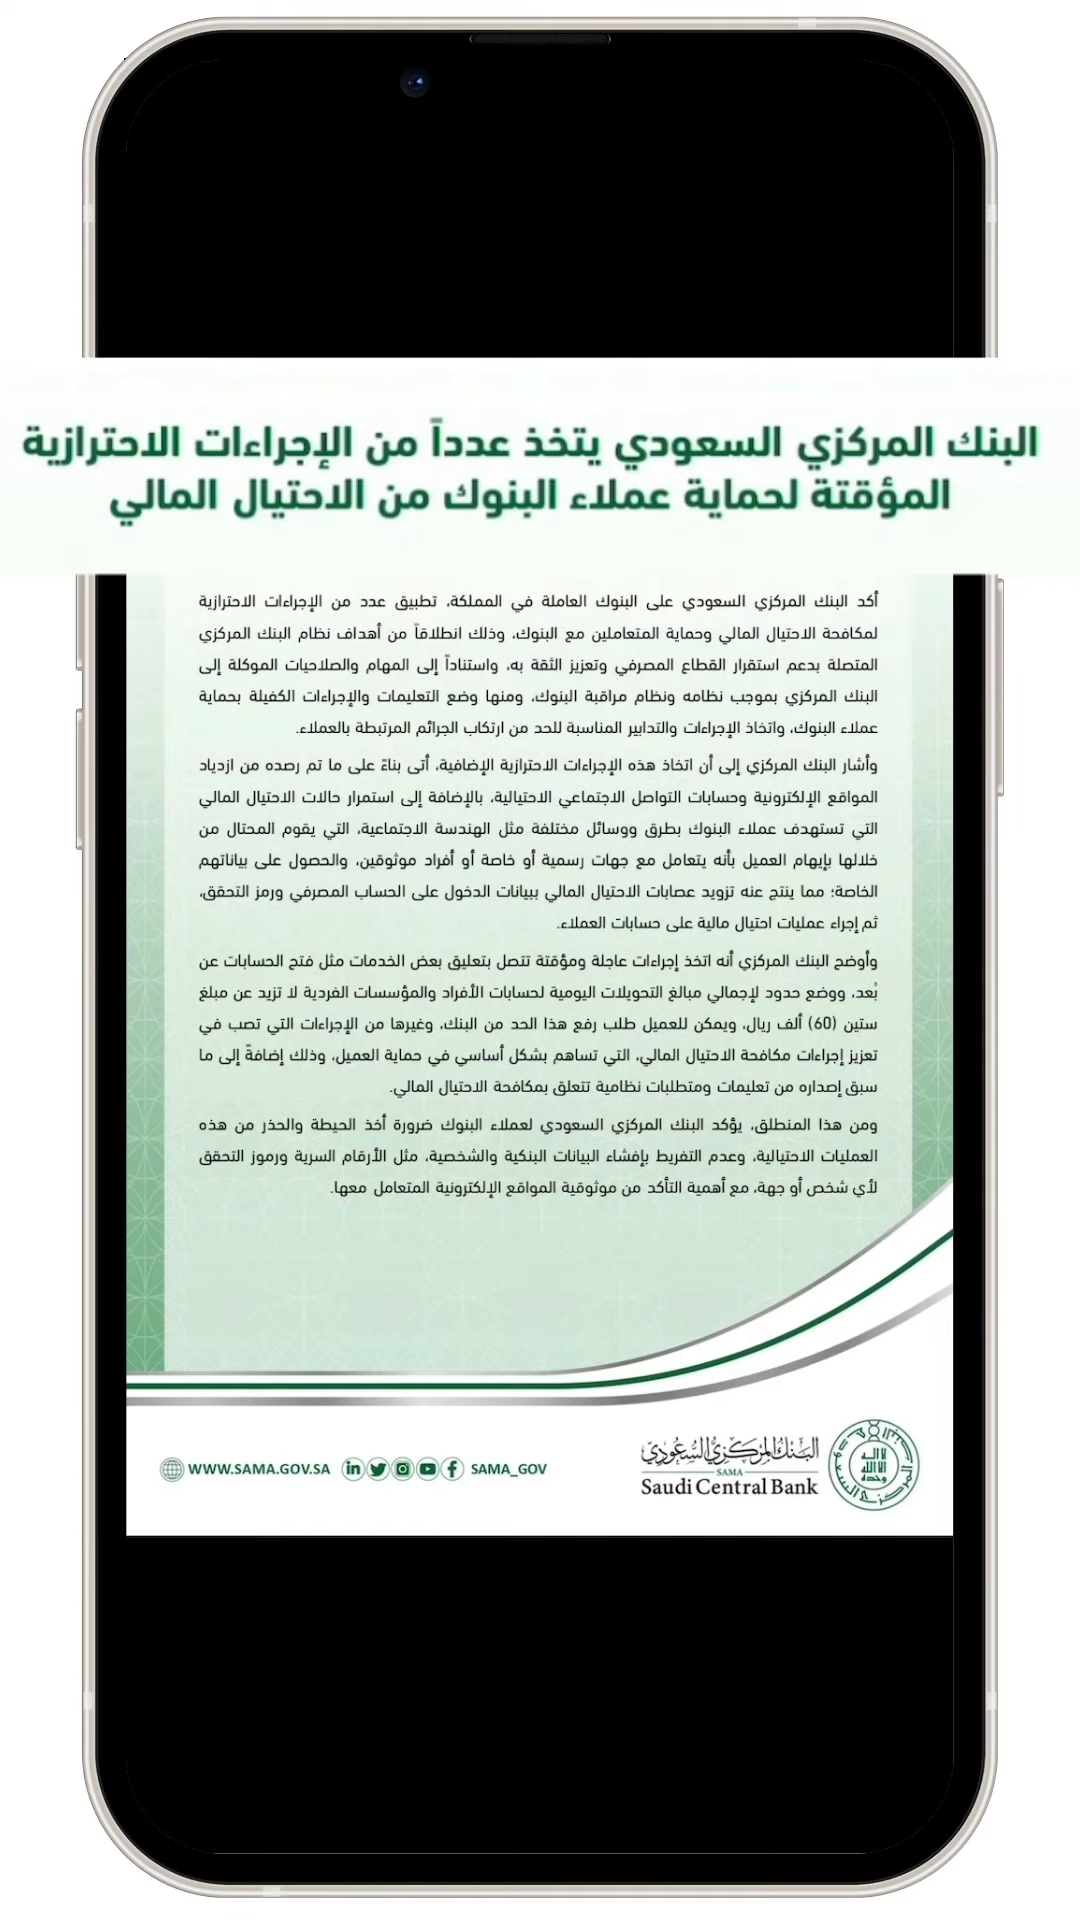 البنك المركزي السعودي يتخذ عدداً من الإجراءات الاحترازية
المؤقتة لحماية عملاء البنوك من الاحتيال المالي
أكد البنك المركزي السعودي على البنوك العاملة في المملكة، تطبيق عدد من الإجراءات الاحترازية
لمكافحة الاحتيال المالي وحماية المتعاملين مع البنوك، وذلك انطلاقاً من أهداف نظام البنك المركزي
المتصلة بدعم استقرار القطاع المصرفي وتعزيز الثقة به، واستناداً إلى المهام والصلاحيات الموكلة إلى
البنك المركزي بموجب نظامه ونظام مراقبة البنوك، ومنها وضع التعليمات والإجراءات الكفيلة بحماية
عملاء البنوك، واتخاذ الإجراءات والتدابير المناسبة للحد من ارتكاب الجرائم المرتبطة بالعملاء.
وأشار البنك المركزي إلى أن اتخاذ هذه الإجراءات الاحترازية الإضافية، أتى بناءً على ما تم رصده من ازدياد
المواقع الإلكترونية وحسابات التواصل الاجتماعي الاحتيالية، بالإضافة إلى استمرار حالات الاحتيال المالي
التي تستهدف عملاء البنوك بطرق ووسائل مختلفة مثل الهندسة الاجتماعية، التي يقوم المحتال من
خلالها بإيهام العميل بأنه يتعامل مع جهات رسمية أو خاصة أو أفراد موثوقين، والحصول على بياناتهم
الخاصة؛ مما ينتج عنه تزويد عصابات الاحتيال المالي ببيانات الدخول على الحساب المصرفي ورمز التحقق،
ثم إجراء عمليات احتيال مالية على حسابات العملاء.
وأوضح البنك المركزي أنه اتخذ إجراءات عاجلة ومؤقتة تتصل بتعليق بعض الخدمات مثل فتح الحسابات عن
بُعد، ووضع حدود لإجمالي مبالغ التحويلات اليومية لحسابات الأفراد والمؤسسات الفردية لا تزيد عن مبلغ
ستين (60) ألف ريال، ويمكن للعميل طلب رفع هذا الحد من البنك، وغيرها من الإجراءات التي تصب في
تعزيز إجراءات مكافحة الاحتيال المالي، التي تساهم بشكل أساسي في حماية العميل، وذلك إضافةً إلى ما
سبق إصداره من تعليمات ومتطلبات نظامية تتعلق بمكافحة الاحتيال المالي.
ومن هذا المنطلق، يؤكد البنك المركزي السعودي لعملاء البنوك ضرورة أخذ الحيطة والحذر من هذه
العمليات الاحتيالية، وعدم التفريط بإفشاء البيانات البنكية والشخصية، مثل الأرقام السرية ورموز التحقق
لأي شخص أو جهة، مع أهمية التأكد من موثوقية المواقع الإلكترونية المتعامل معها.
البنك المركزي السعودي
SAMA
Saudi Central Bank
WWW.SAMA.GOV.SA SAMA_GOV